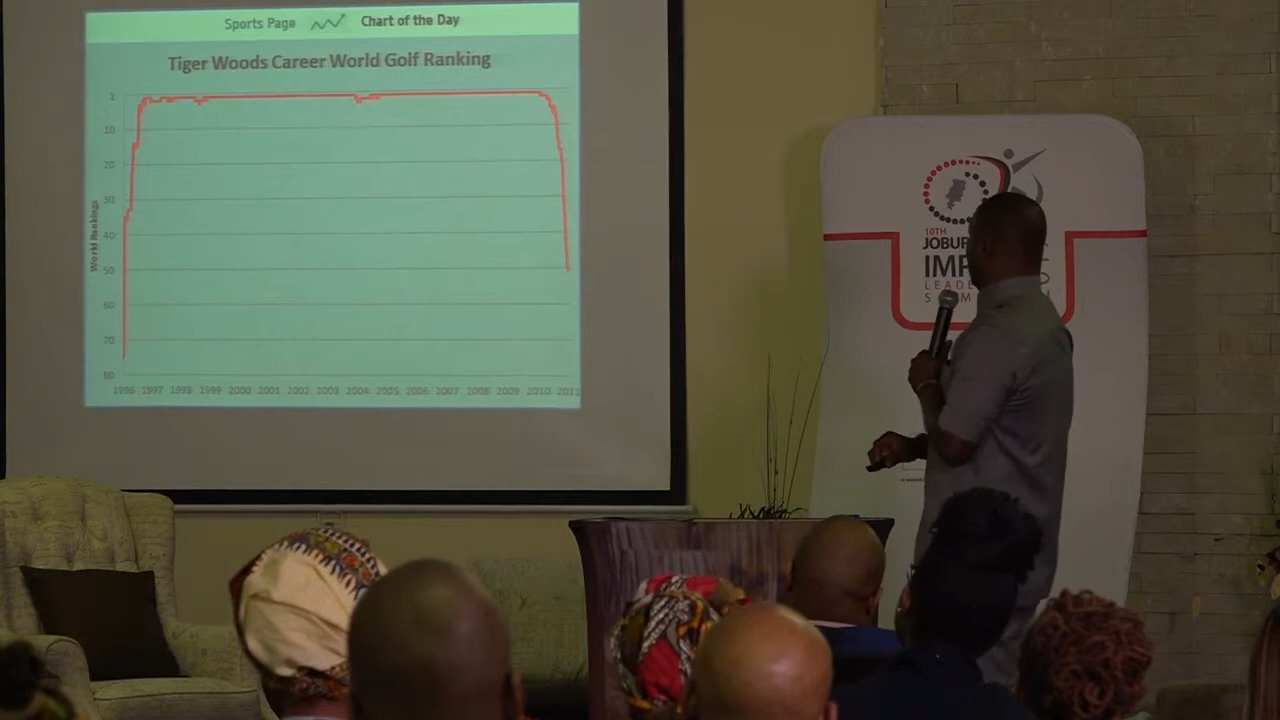 Sports Page Chart of the Day
Tiger Woods Career World Golf Ranking
World Rankings
1
10
20
30
40
50
60
70
80
1996 1997 1998 1999 2000 2001 2002 2003 2004 2005 2006 2007 2008 2009 2010 2011
10TH
JOBUR
IMP
LEADE
S